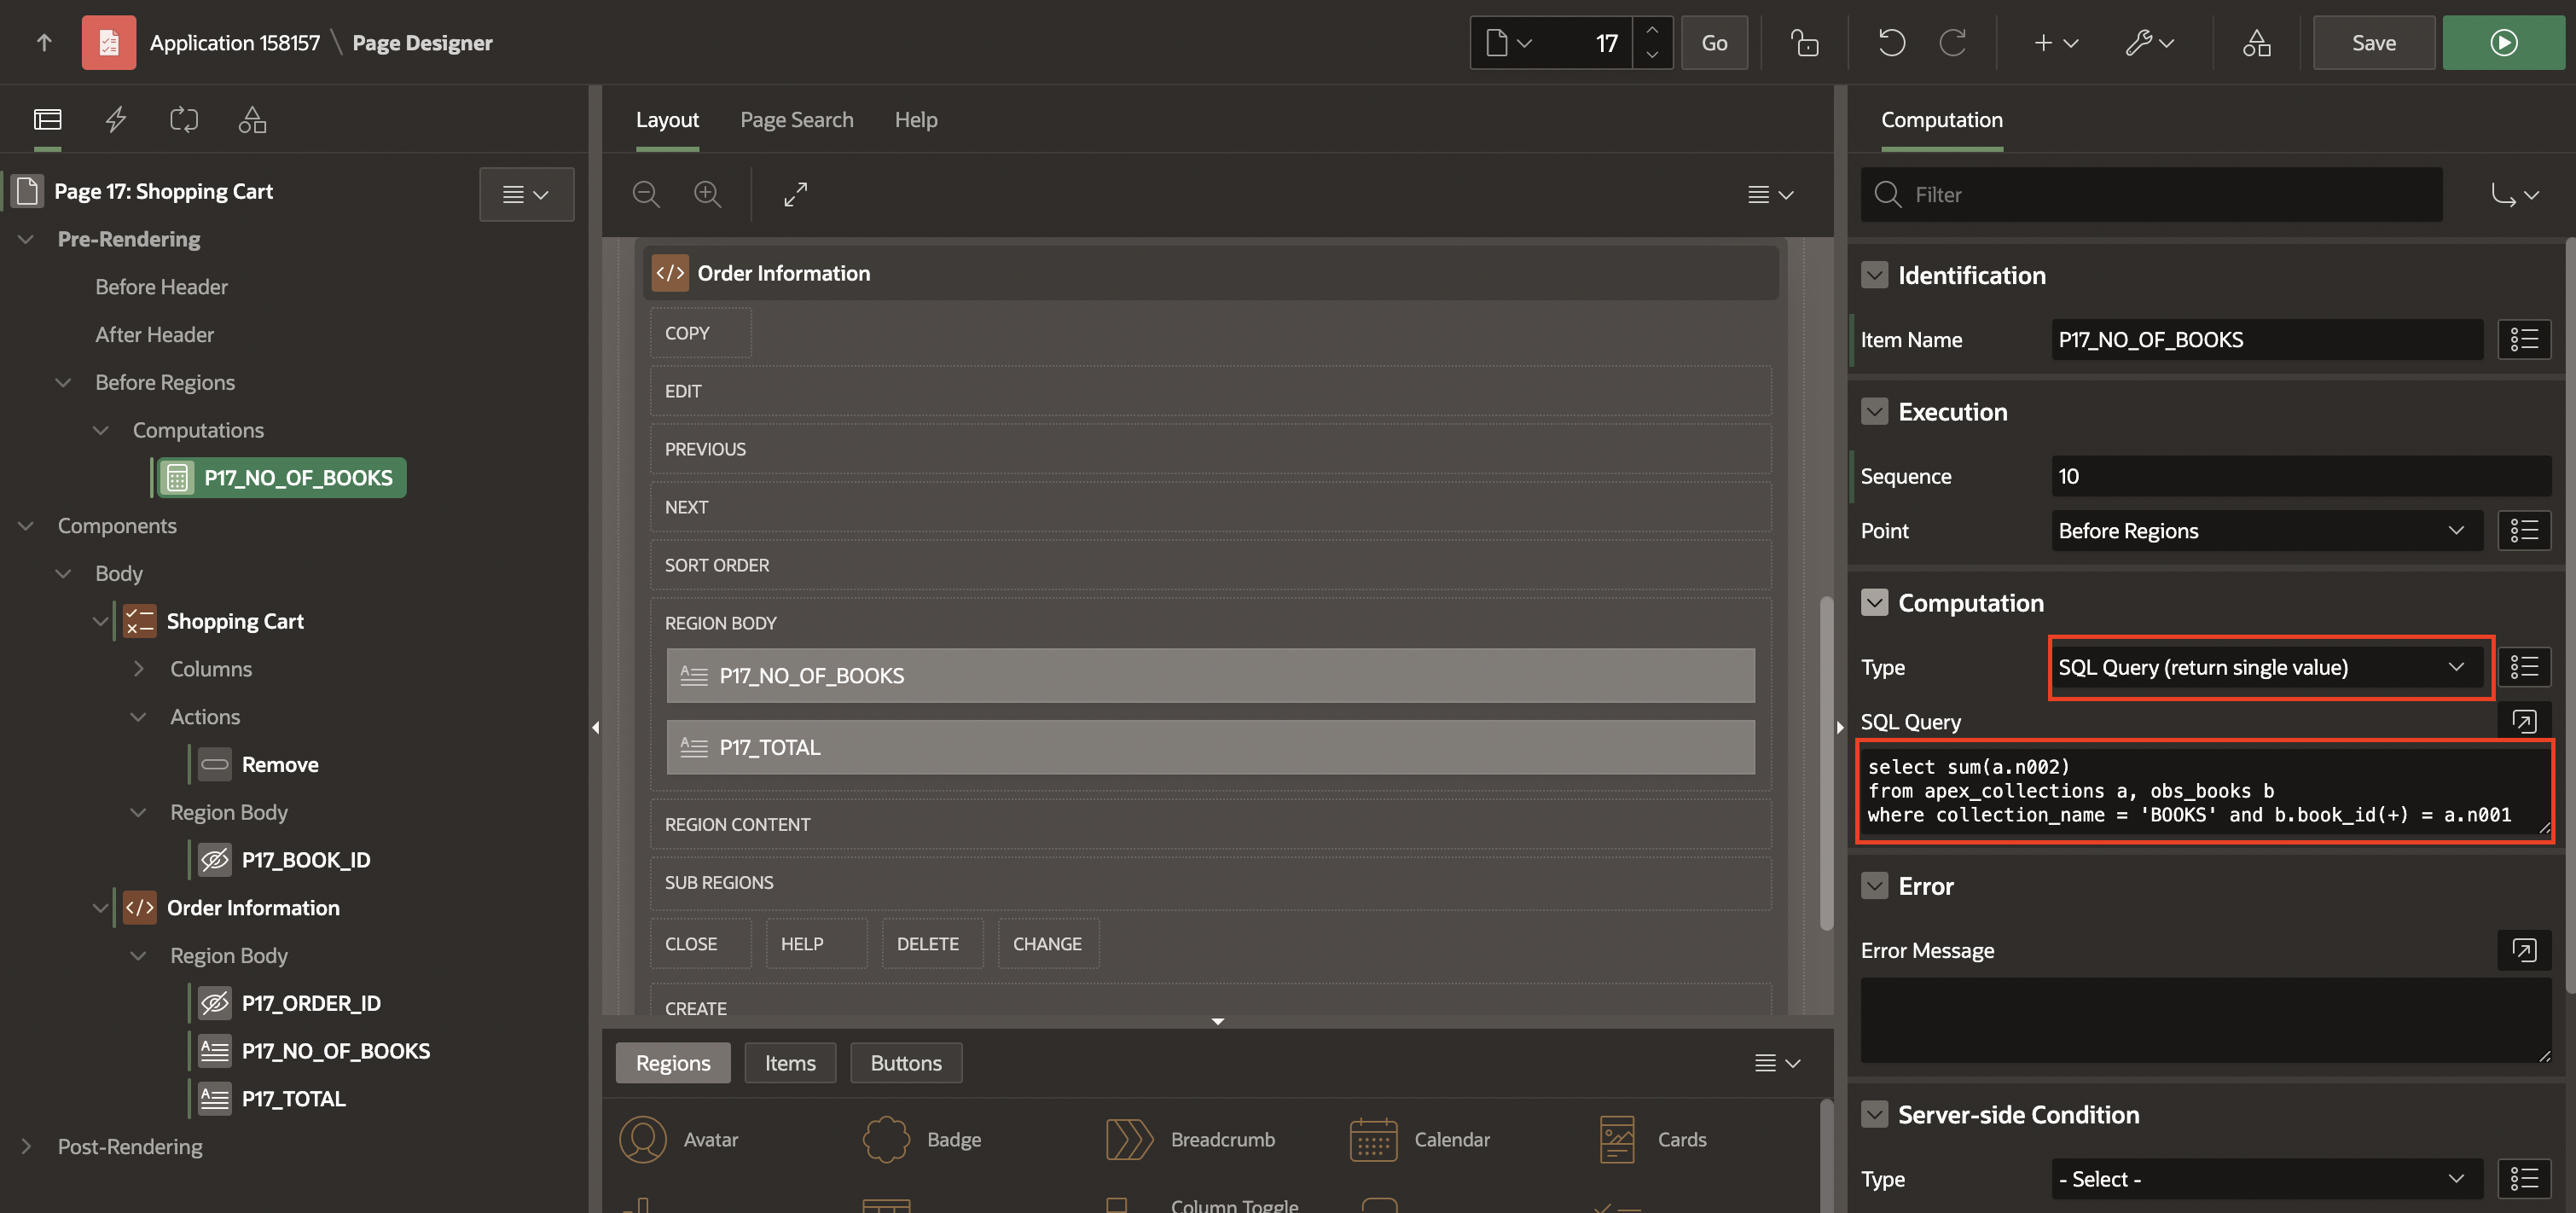 Application 158157 \ Page Designer
17
Go
Save
Page 17: Shopping Cart
Pre-Rendering
Before Header
After Header
Before Regions
Computations
P17_NO_OF_BOOKS
Components
Body
Shopping Cart
Columns
Actions
Remove
Region Body
P17_BOOK_ID
Order Information
Region Body
P17_ORDER_ID
P17_NO_OF_BOOKS
P17_TOTAL
Post-Rendering
Layout Page Search Help
Order Information
COPY
EDIT
PREVIOUS
NEXT
SORT ORDER
REGION BODY
P17_NO_OF_BOOKS
P17_TOTAL
REGION CONTENT
SUB REGIONS
CLOSE HELP DELETE CHANGE
CREATE
Regions Items Buttons
Avatar Badge Breadcrumb Calendar Cards
Column Toggle
Computation
Filter
Identification
Item Name P17_NO_OF_BOOKS
Execution
Sequence 10
Point Before Regions
Computation
Type SQL Query (return single value)
SQL Query
select sum(a.n002)
from apex_collections a, obs_books b
where collection_name = 'BOOKS' and b.book_id(+) = a.n001
Error
Error Message
Server-side Condition
Type - Select -